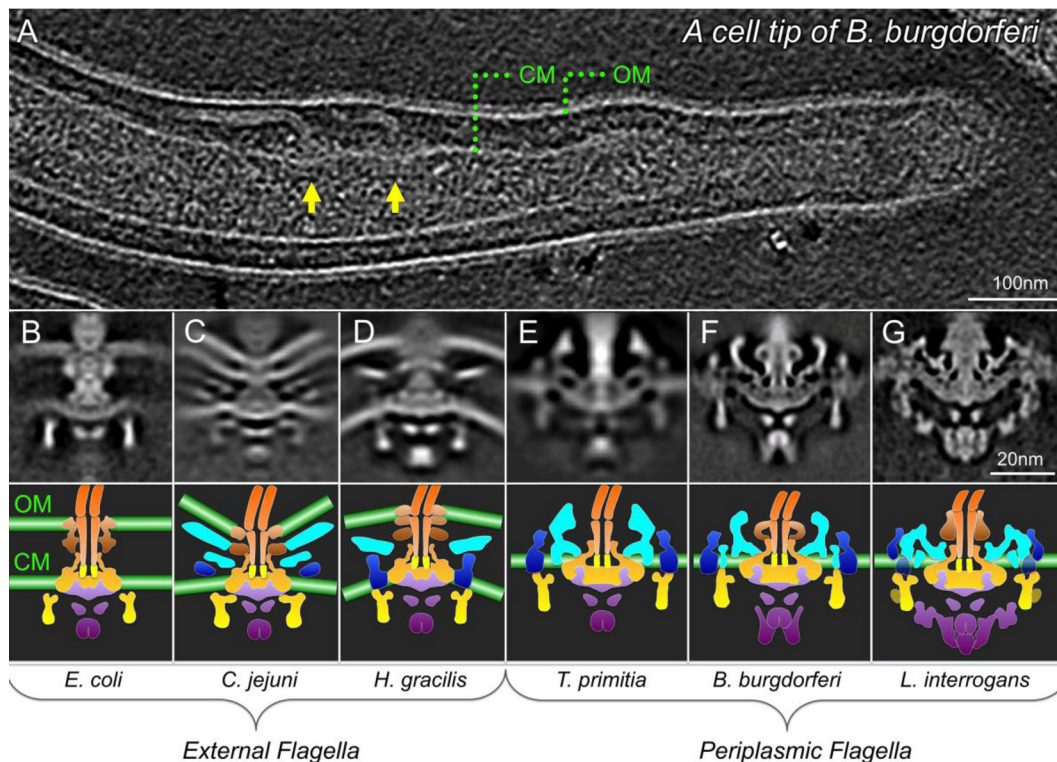 A
A cell tip of B. burgdorferi
CM
OM
100nm
B
C
D
E
F
G
20nm
OM
CM
E. coli
C. jejuni
H. gracilis
T. primitia
B. burgdorferi
L. interrogans
External Flagella
Periplasmic Flagella